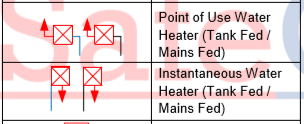 Point of Use Water
Heater (Tank Fed /
Mains Fed)
Instantaneous Water
Heater (Tank Fed /
Mains Fed)